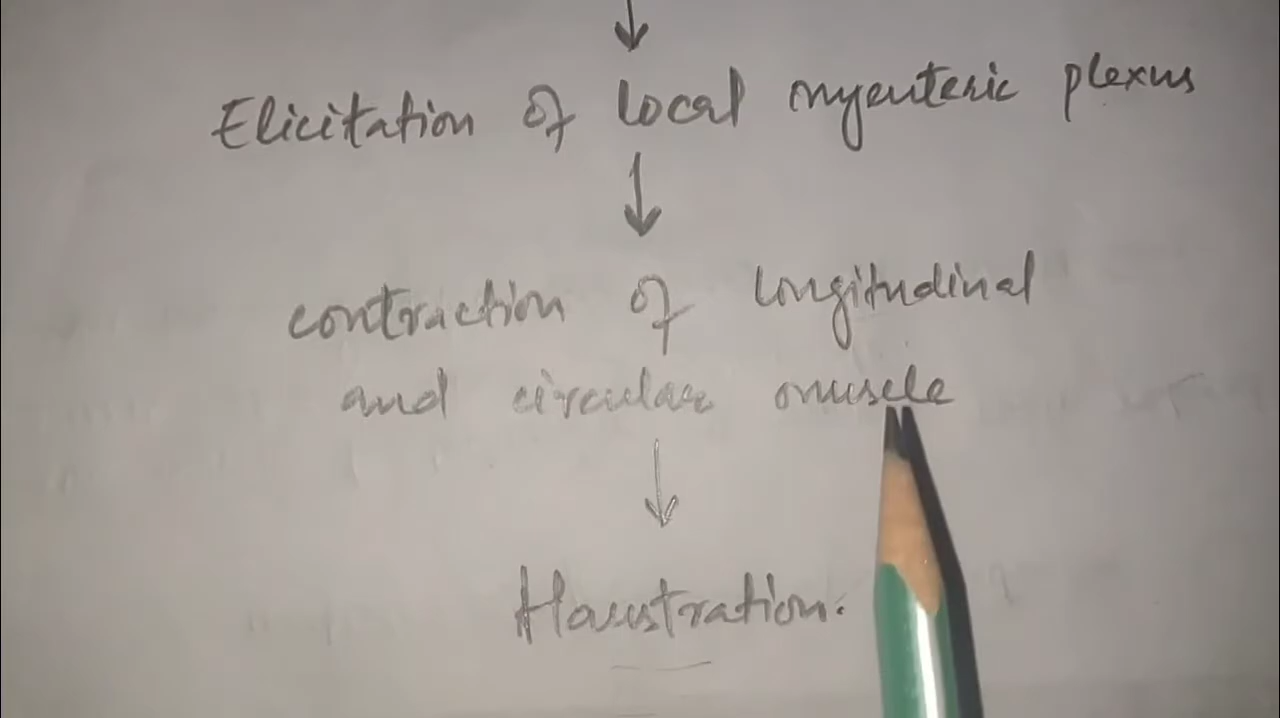 Elicitation of local myenteric plexus
contraction of longitudinal
and circular muscle
Haustration.